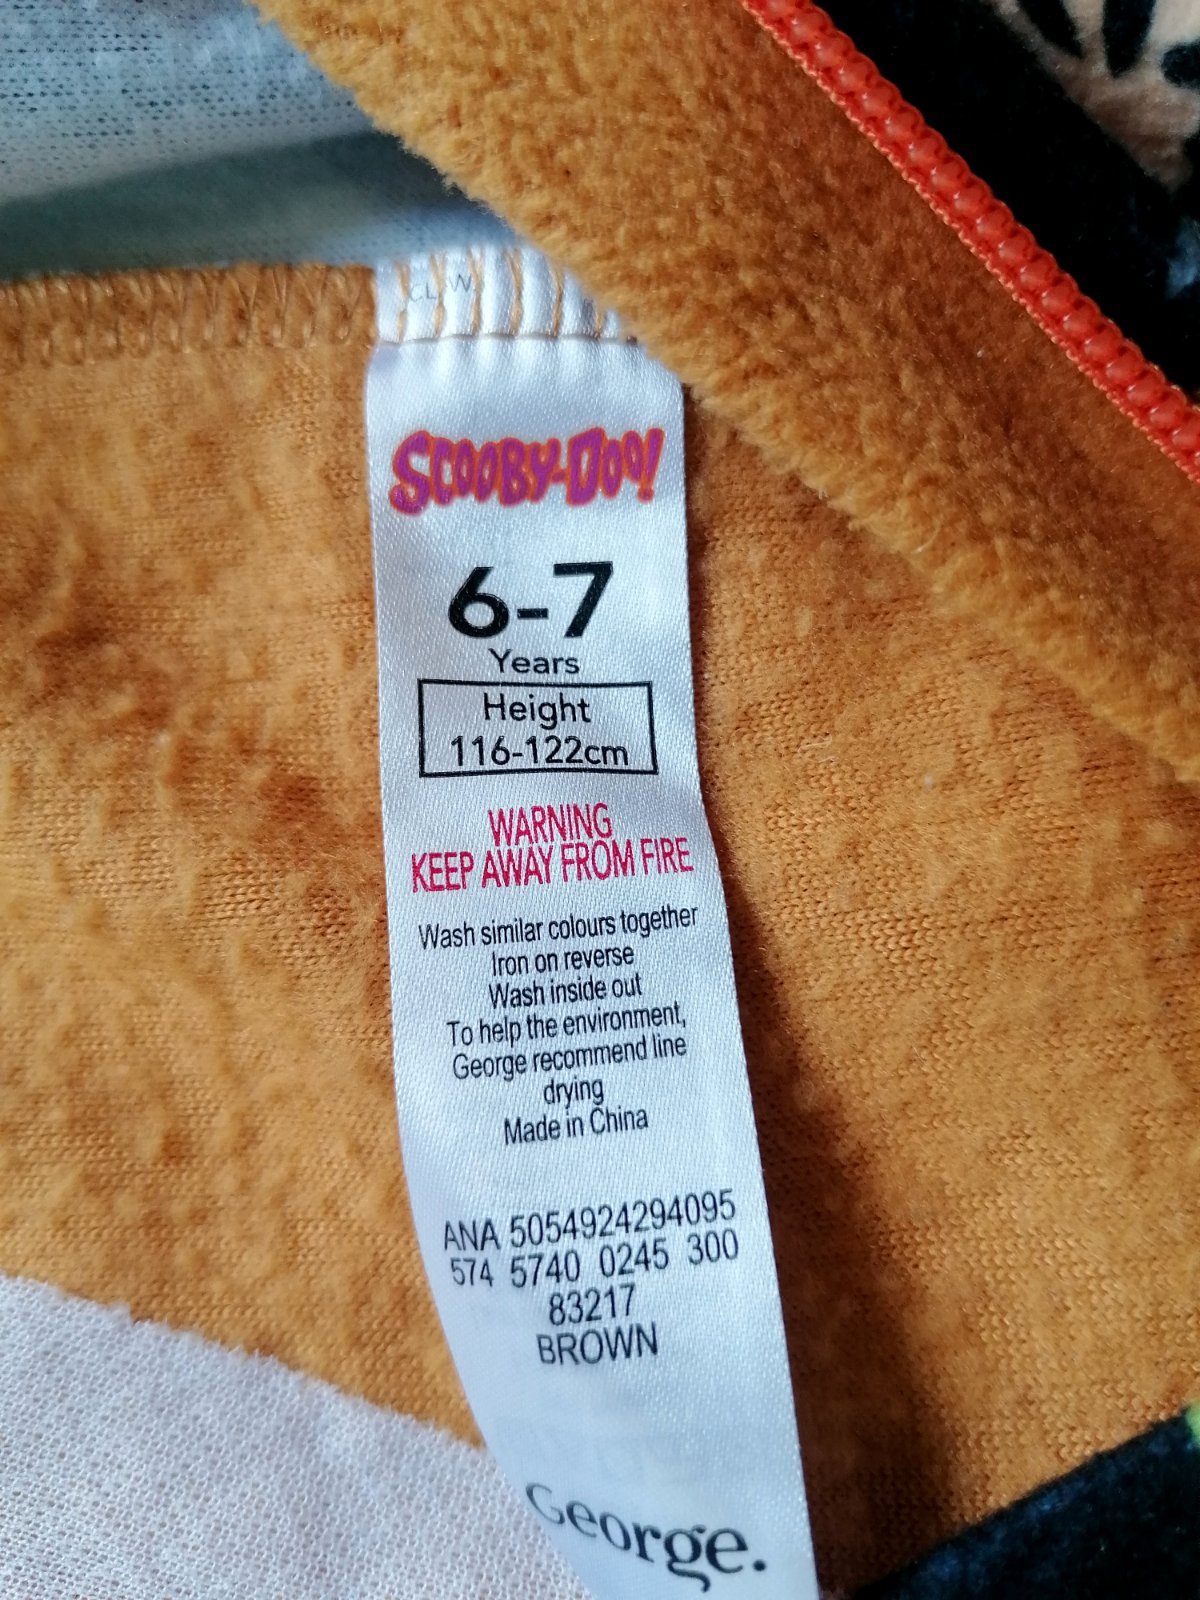 SCOOBY-DOO!
6-7
Years
Height
116-122cm
WARNING
KEEP AWAY FROM FIRE
Wash similar colours together
Iron on reverse
Wash inside out
To help the environment,
George recommend line
drying
Made in China
ANA 5054924294095
574 5740 0245 300
83217
BROWN
George.